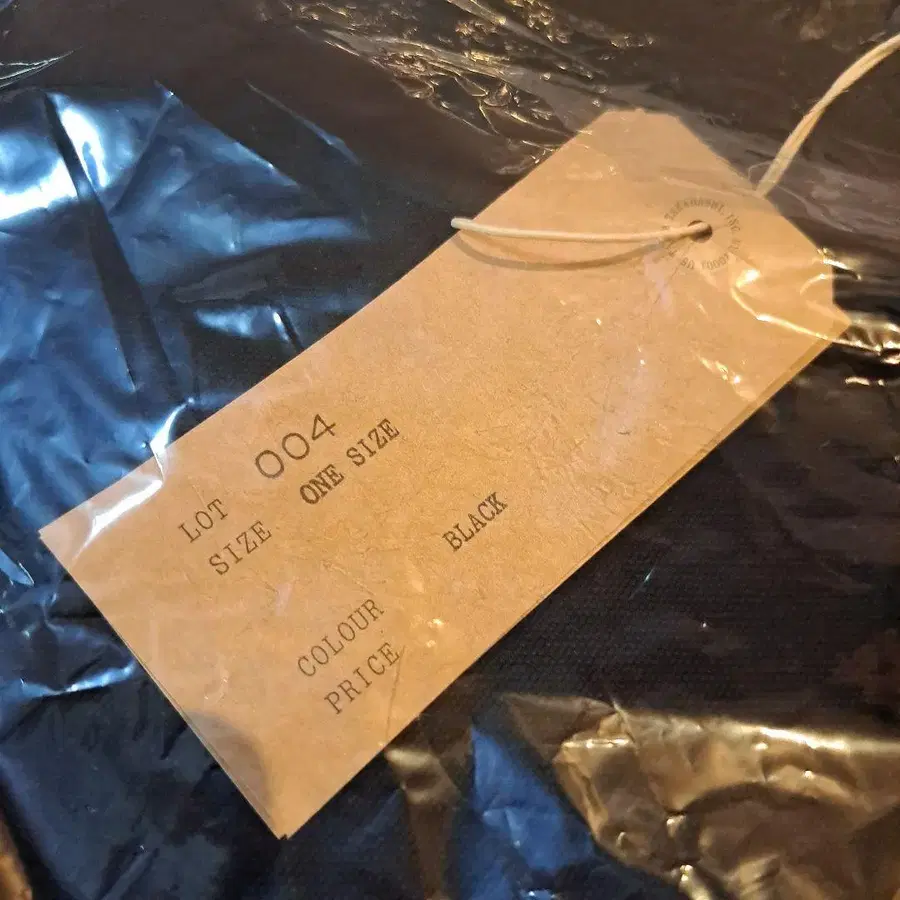 LOT 004
SIZE ONE SIZE
COLOUR BLACK
PRICE